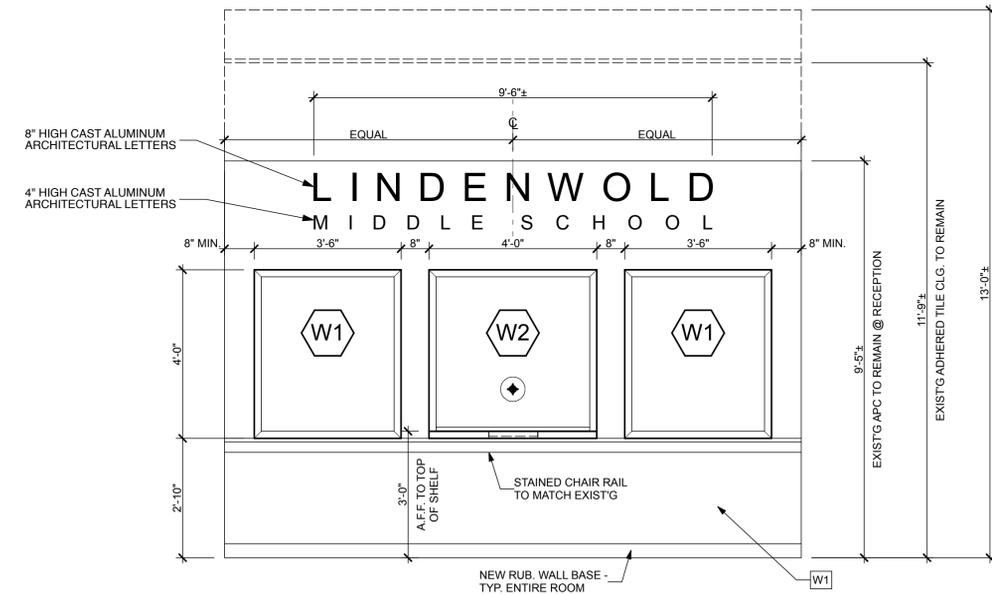 9'-6"±
℄
EQUAL
EQUAL
8" HIGH CAST ALUMINUM
ARCHITECTURAL LETTERS
4" HIGH CAST ALUMINUM
ARCHITECTURAL LETTERS
LINDENWOLD
MIDDLE SCHOOL
8" MIN.
3'-6"
8"
4'-0"
8"
3'-6"
8" MIN.
W1
W2
W1
4'-0"
2'-10"
3'-0"
A.F.F. TO TOP
OF SHELF
STAINED CHAIR RAIL
TO MATCH EXIST'G
NEW RUB. WALL BASE -
TYP. ENTIRE ROOM
W1
9'-5"±
EXIST'G APC TO REMAIN @ RECEPTION
11'-9"±
EXIST'G ADHERED TILE CLG. TO REMAIN
13'-0"±